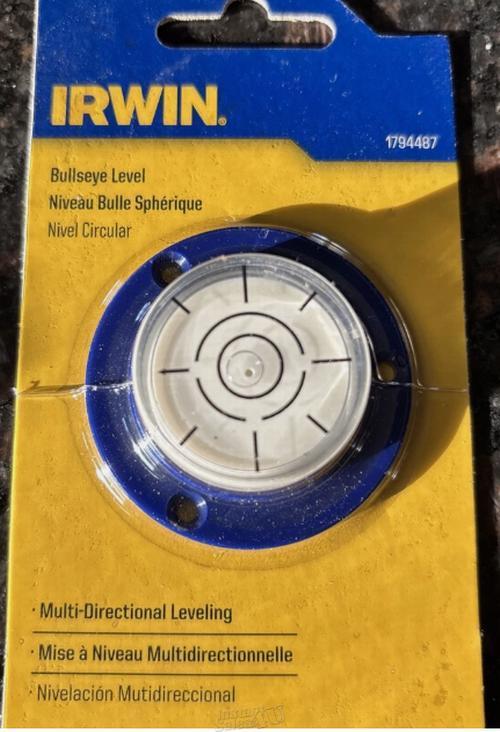 IRWIN.
1794487
Bullseye Level
Niveau Bulle Sphérique
Nivel Circular
· Multi-Directional Leveling
· Mise à Niveau Multidirectionnelle
· Nivelación Mutidireccional